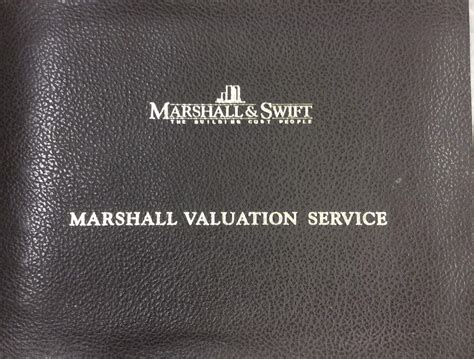 MARSHALL & SWIFT
THE BUILDING COST PEOPLE
MARSHALL VALUATION SERVICE